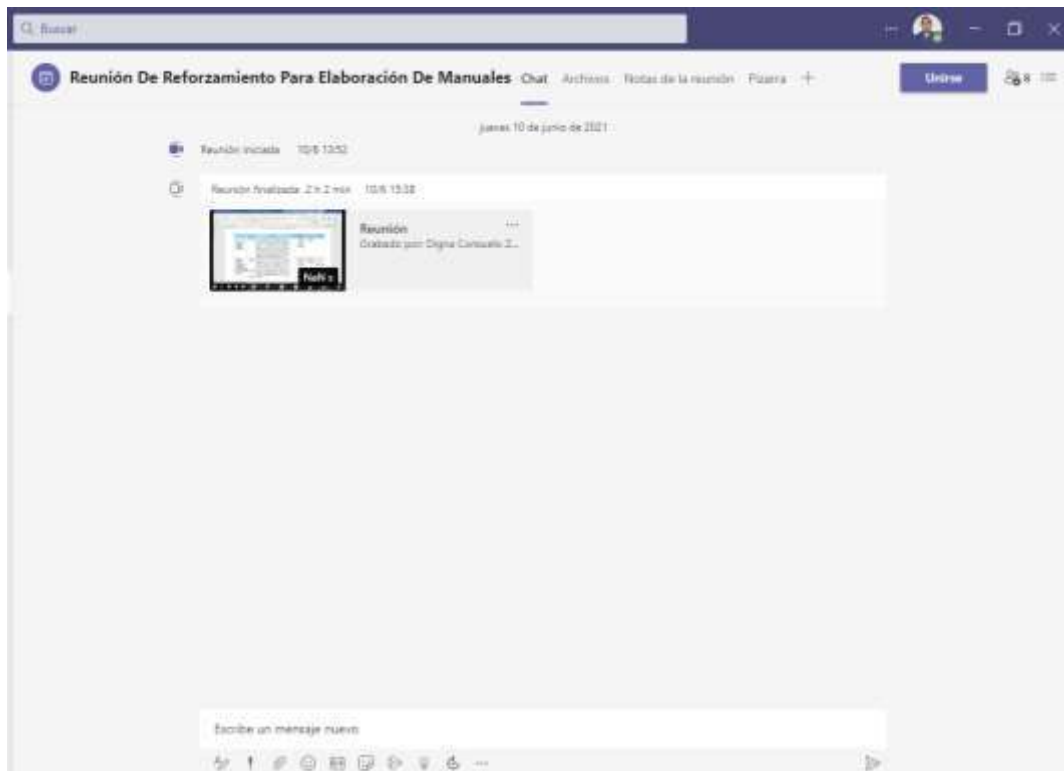 Buscar
Reunión De Reforzamiento Para Elaboración De Manuales Chat Archivos Notas de la reunión Pizarra
Unirse
8
jueves 10 de junio de 2021
Reunión iniciada 10/6 13:52
Reunión finalizada: 2 h 2 min 10/6 15:38
Reunión
Grabado por: Digna Consuelo Z...
NaN s
Escribe un mensaje nuevo